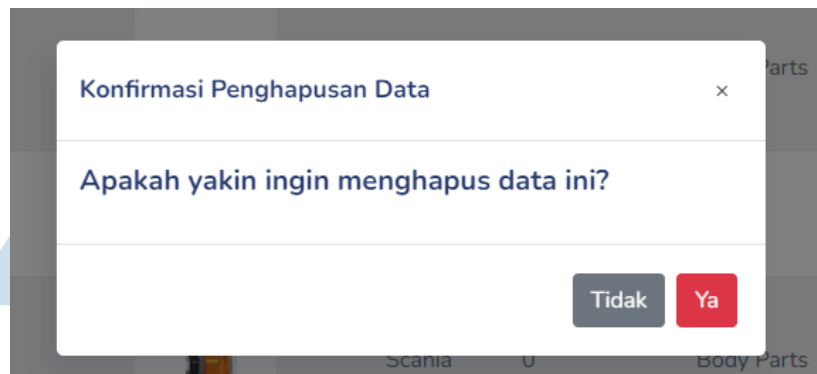 Parts
Konfirmasi Penghapusan Data ×
Apakah yakin ingin menghapus data ini?
Tidak Ya
Scania 0 Body Parts